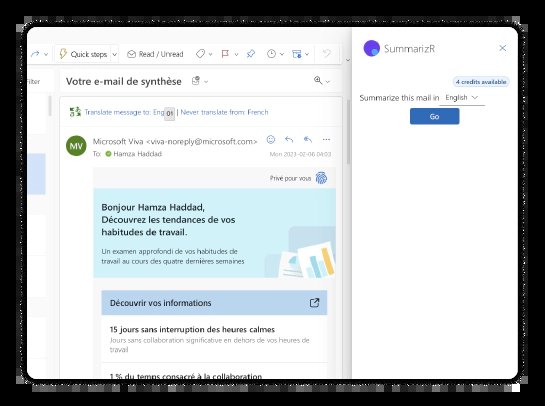 Quick steps
Read / Unread
SummarizR
ilter
Votre e-mail de synthèse
4 credits available
Summarize this mail in English
Go
Translate message to: Eng | Never translate from: French
MV
Microsoft Viva <viva-noreply@microsoft.com>
To: Hamza Haddad
Mon 2023-02-06 04:03
Privé pour vous
Bonjour Hamza Haddad,
Découvrez les tendances de vos
habitudes de travail.
Un examen approfondi de vos habitudes de
travail au cours des quatre dernières semaines
Découvrir vos informations
15 jours sans interruption des heures calmes
Jours sans collaboration significative en dehors de vos heures de
travail
1 % du temps consacré à la collaboration